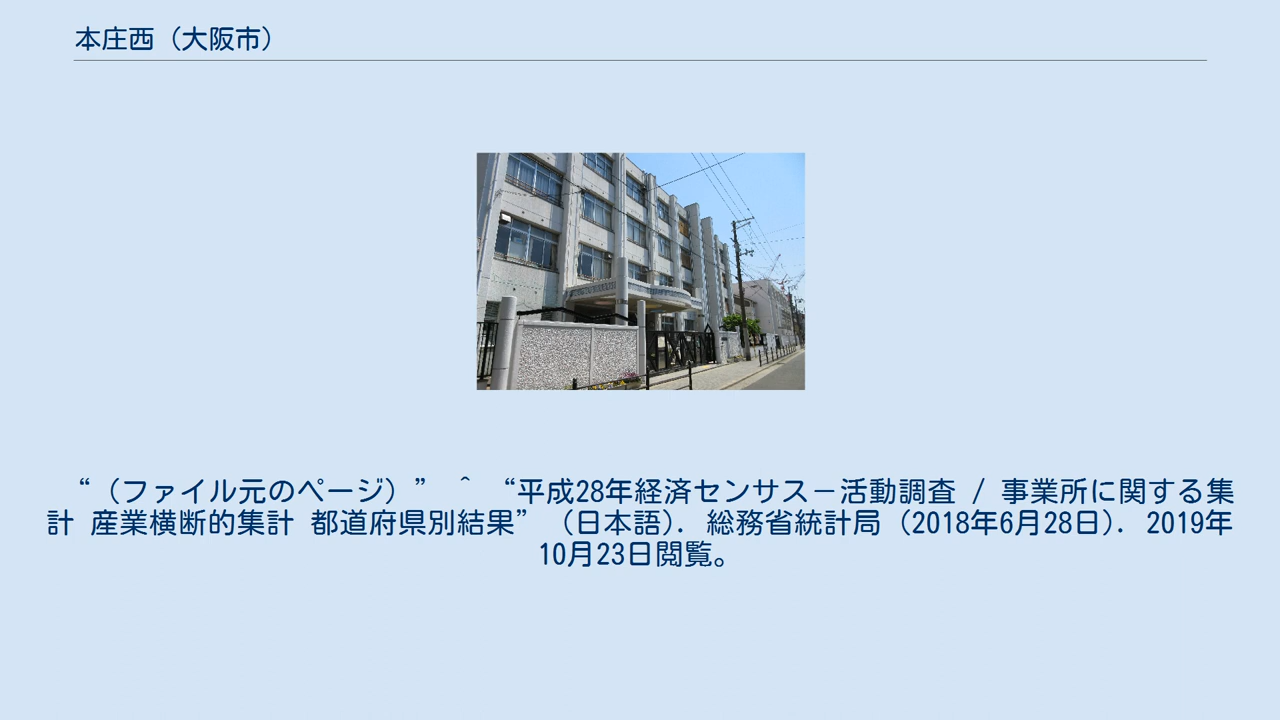 本庄西（大阪市）
“（ファイル元のページ）” ^ “平成28年経済センサス－活動調査 / 事業所に関する集
計 産業横断的集計 都道府県別結果” （日本語）. 総務省統計局 (2018年6月28日). 2019年
10月23日閲覧。